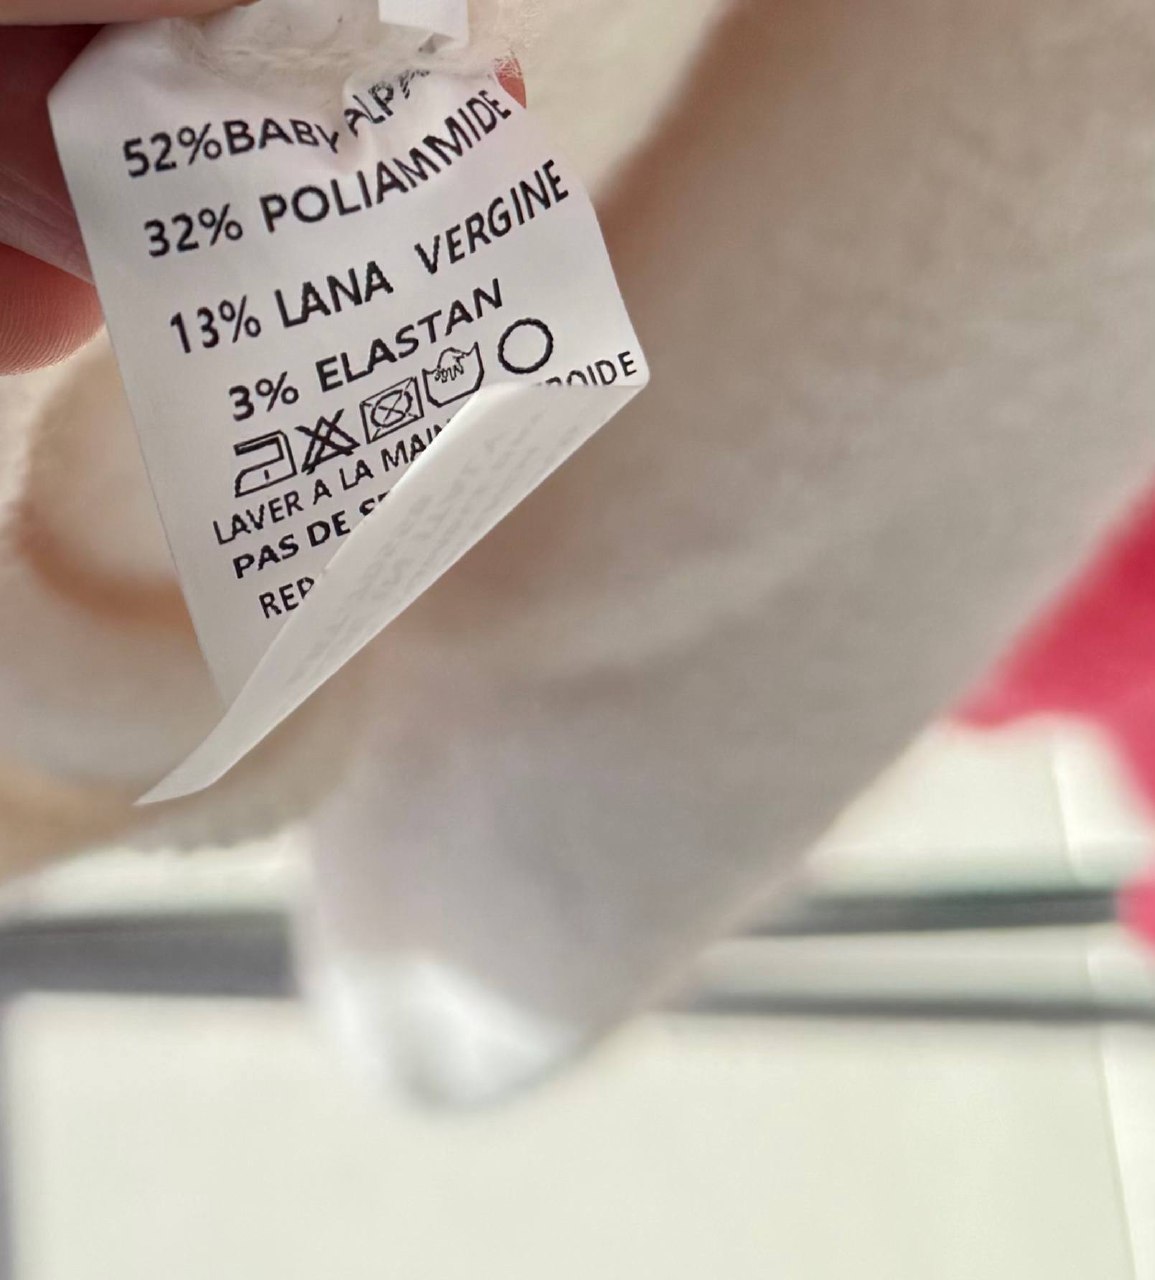 52%BABY
32% POLIAMMIDE
13% LANA VERGINE
3% ELASTAN
LAVER A LA
PAS DE